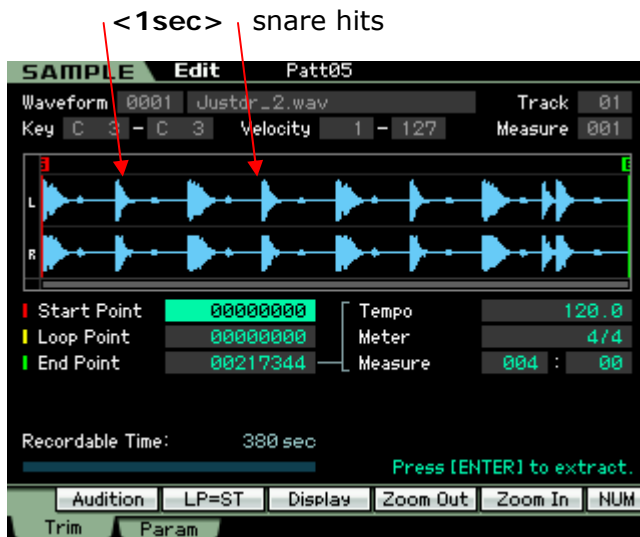 <1sec> snare hits
SAMPLE Edit Patt05
Waveform 0001 Justdr_2.wav Track 01
Key C 3 - C 3 Velocity 1 - 127 Measure 001
S E
L
R
Start Point 00000000 Tempo 120.0
Loop Point 00000000 Meter 4/4
End Point 00217344 Measure 004 : 00
Recordable Time: 380 sec
Press [ENTER] to extract.
Audition LP=ST Display Zoom Out Zoom In NUM
Trim Param